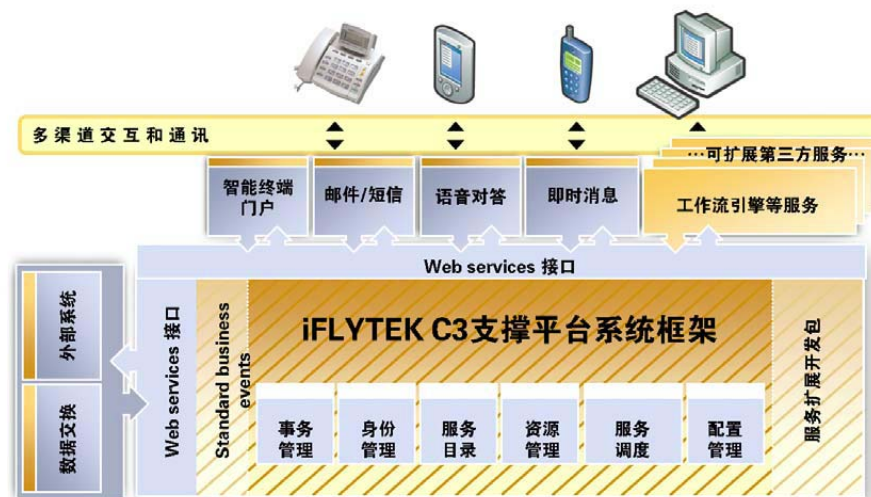 多渠道交互和通讯
…可扩展第三方服务…
智能终端
门户
邮件/短信
语音对答
即时消息
工作流引擎等服务
Web services 接口
外部系统
数据交换
Web services 接口
Standard business
events
iFLYTEK C3支撑平台系统框架
事务
管理
身份
管理
服务
目录
资源
管理
服务
调度
配置
管理
服务扩展开发包